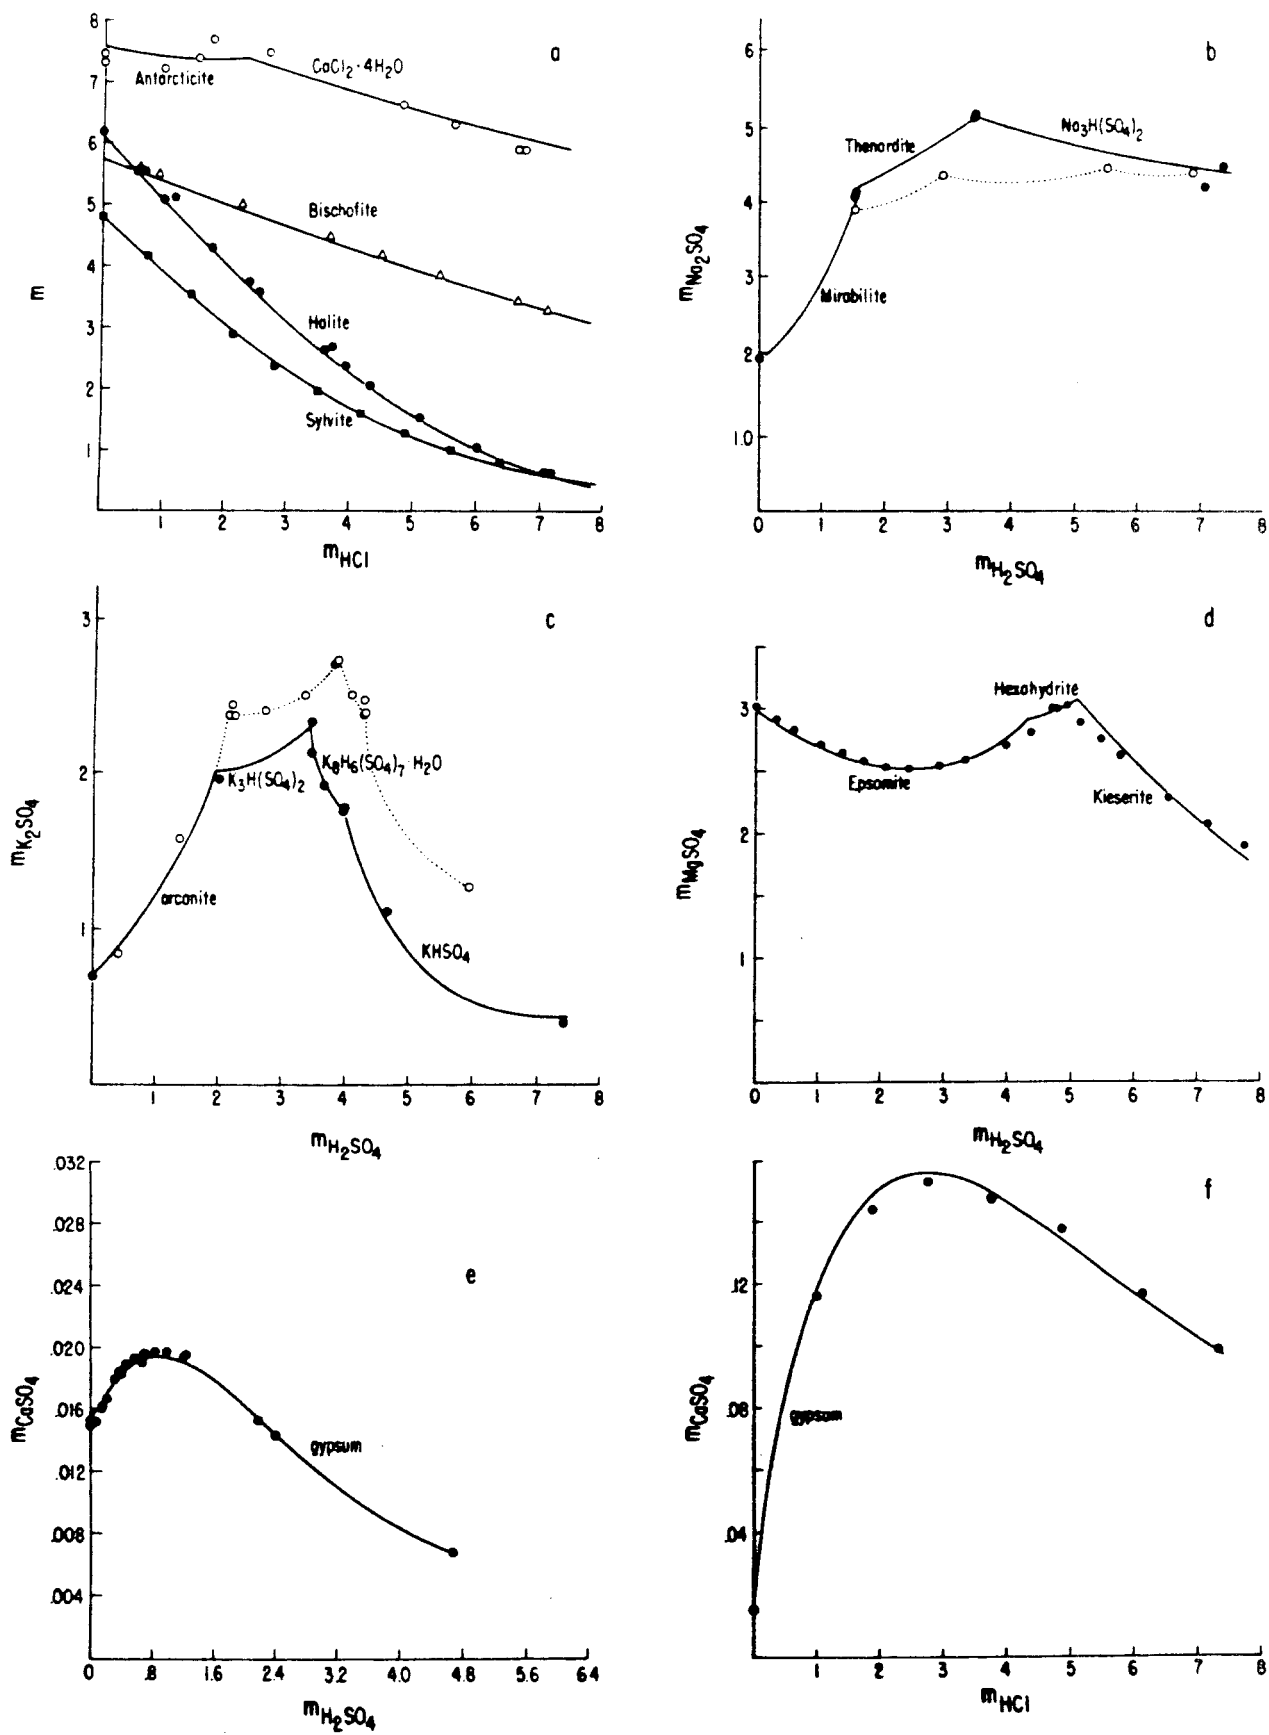 a
8
7
6
5
4
3
2
1
m
Antarcticite
CaCl2·4H2O
Bischofite
Halite
Sylvite
1 2 3 4 5 6 7 8
mHCl
b
6
5
4
3
2
1.0
mNa2SO4
Thenardite
Na3H(SO4)2
Mirabilite
0 1 2 3 4 5 6 7 8
mH2SO4
c
3
2
1
mK2SO4
K3H(SO4)2
K8H6(SO4)7·H2O
arcanite
KHSO4
1 2 3 4 5 6 7 8
mH2SO4
d
3
2
1
mMgSO4
Hexahydrite
Epsomite
Kieserite
0 1 2 3 4 5 6 7 8
mH2SO4
e
.032
.028
.024
.020
.016
.012
.008
.004
mCaSO4
gypsum
0 .8 1.6 2.4 3.2 4.0 4.8 5.6 6.4
mH2SO4
f
.12
.08
.04
mCaSO4
gypsum
1 2 3 4 5 6 7 8
mHCl